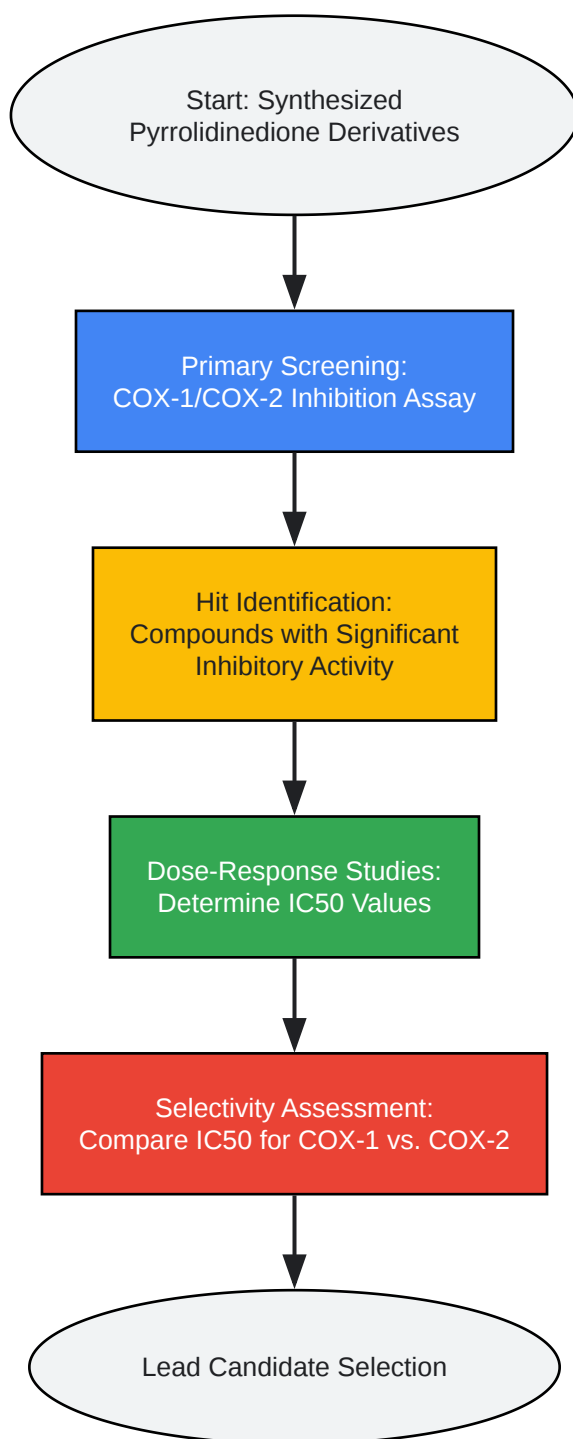 Start: Synthesized
Pyrrolidinedione Derivatives
Primary Screening:
COX-1/COX-2 Inhibition Assay
Hit Identification:
Compounds with Significant
Inhibitory Activity
Dose-Response Studies:
Determine IC50 Values
Selectivity Assessment:
Compare IC50 for COX-1 vs. COX-2
Lead Candidate Selection